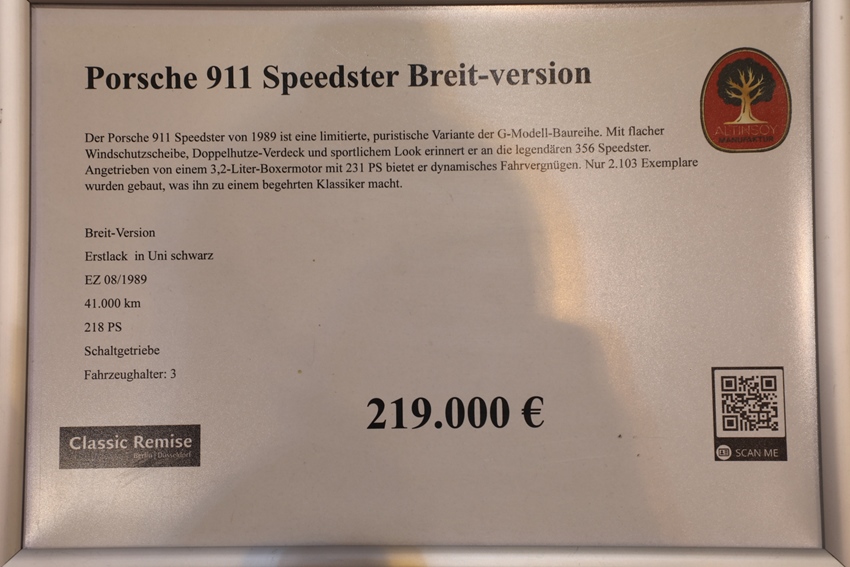 Porsche 911 Speedster Breit-version
ALTINSOY
MANUFAKTUR
Der Porsche 911 Speedster von 1989 ist eine limitierte, puristische Variante der G-Modell-Baureihe. Mit flacher
Windschutzscheibe, Doppelhutze-Verdeck und sportlichem Look erinnert er an die legendären 356 Speedster.
Angetrieben von einem 3,2-Liter-Boxermotor mit 231 PS bietet er dynamisches Fahrvergnügen. Nur 2.103 Exemplare
wurden gebaut, was ihn zu einem begehrten Klassiker macht.
Breit-Version
Erstlack in Uni schwarz
EZ 08/1989
41.000 km
218 PS
Schaltgetriebe
Fahrzeughalter: 3
219.000 €
Classic Remise
Berlin | Düsseldorf
SCAN ME